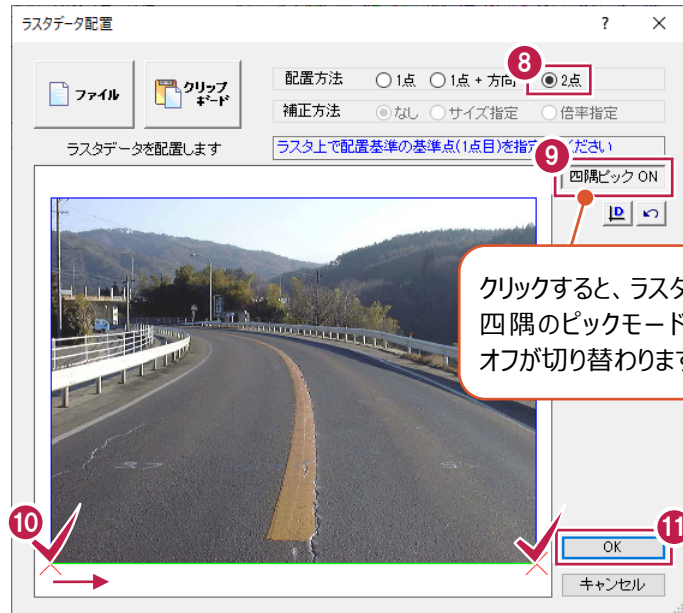 ラスタデータ配置
? ×
ファイル
クリップボード
配置方法 1点 1点 + 方向 8 2点
補正方法 なし サイズ指定 倍率指定
ラスタデータを配置します
ラスタ上で配置基準の基準点(1点目)を指定 ださい
9
四隅ピック ON
クリックすると、ラスタ
四隅のピックモード
オフが切り替わります
10
11
OK
キャンセル